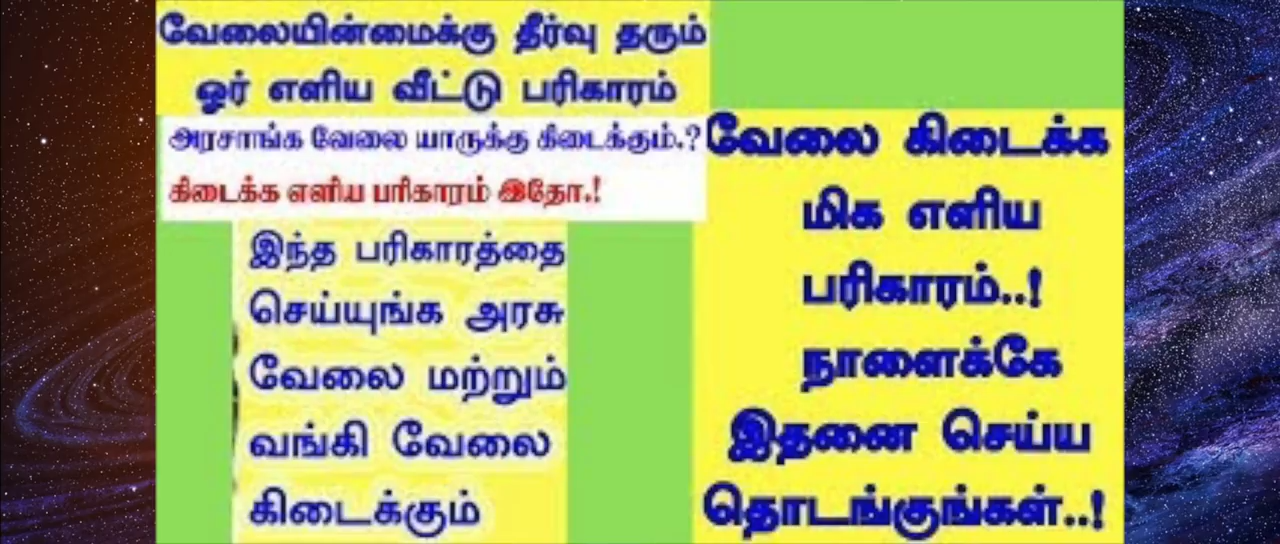 வேலையின்மைக்கு தீர்வு தரும்
ஓர் எளிய வீட்டு பரிகாரம்
அரசாங்க வேலை யாருக்கு கிடைக்கும்.?
கிடைக்க எளிய பரிகாரம் இதோ.!
இந்த பரிகாரத்தை
செய்யுங்க அரசு
வேலை மற்றும்
வங்கி வேலை
கிடைக்கும்
வேலை கிடைக்க
மிக எளிய
பரிகாரம்..!
நாளைக்கே
இதனை செய்ய
தொடங்குங்கள்..!